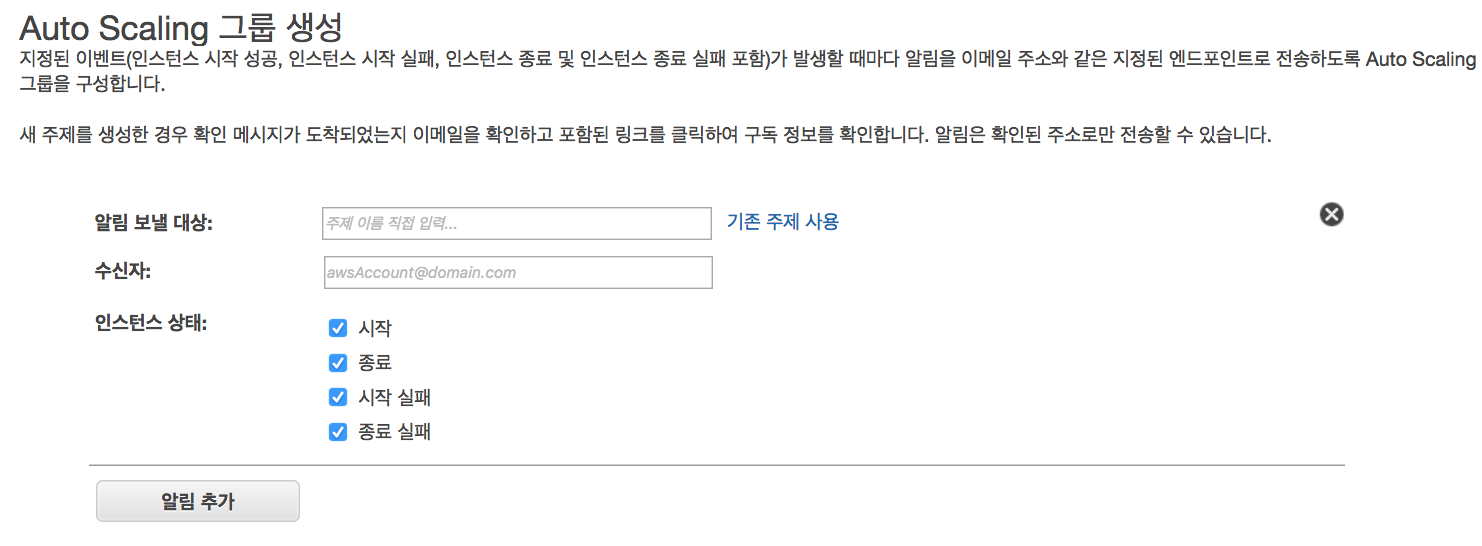 Auto Scaling 그룹 생성
지정된 이벤트(인스턴스 시작 성공, 인스턴스 시작 실패, 인스턴스 종료 및 인스턴스 종료 실패 포함)가 발생할 때마다 알림을 이메일 주소와 같은 지정된 엔드포인트로 전송하도록 Auto Scaling
그룹을 구성합니다.
새 주제를 생성한 경우 확인 메시지가 도착되었는지 이메일을 확인하고 포함된 링크를 클릭하여 구독 정보를 확인합니다. 알림은 확인된 주소로만 전송할 수 있습니다.
알림 보낼 대상: 주제 이름 직접 입력... 기존 주제 사용
수신자: awsAccount@domain.com
인스턴스 상태: 시작
종료
시작 실패
종료 실패
알림 추가